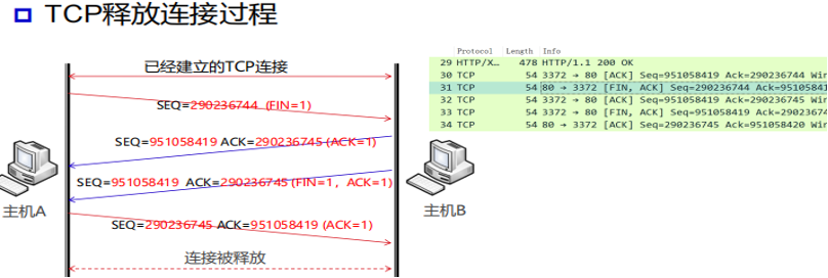 TCP释放连接过程
已经建立的TCP连接
SEQ=290236744 (FIN=1)
SEQ=951058419 ACK=290236745 (ACK=1)
SEQ=951058419 ACK=290236745 (FIN=1, ACK=1)
SEQ=290236745 ACK=951058419 (ACK=1)
连接被释放
主机A
主机B
Protocol Length Info
29 HTTP/X… 478 HTTP/1.1 200 OK
30 TCP 54 3372 → 80 [ACK] Seq=951058419 Ack=290236744 Win
31 TCP 54 80 → 3372 [FIN, ACK] Seq=290236744 Ack=95105841
32 TCP 54 3372 → 80 [ACK] Seq=951058419 Ack=290236745 Win
33 TCP 54 3372 → 80 [FIN, ACK] Seq=951058419 Ack=29023674
34 TCP 54 80 → 3372 [ACK] Seq=290236745 Ack=951058420 Win